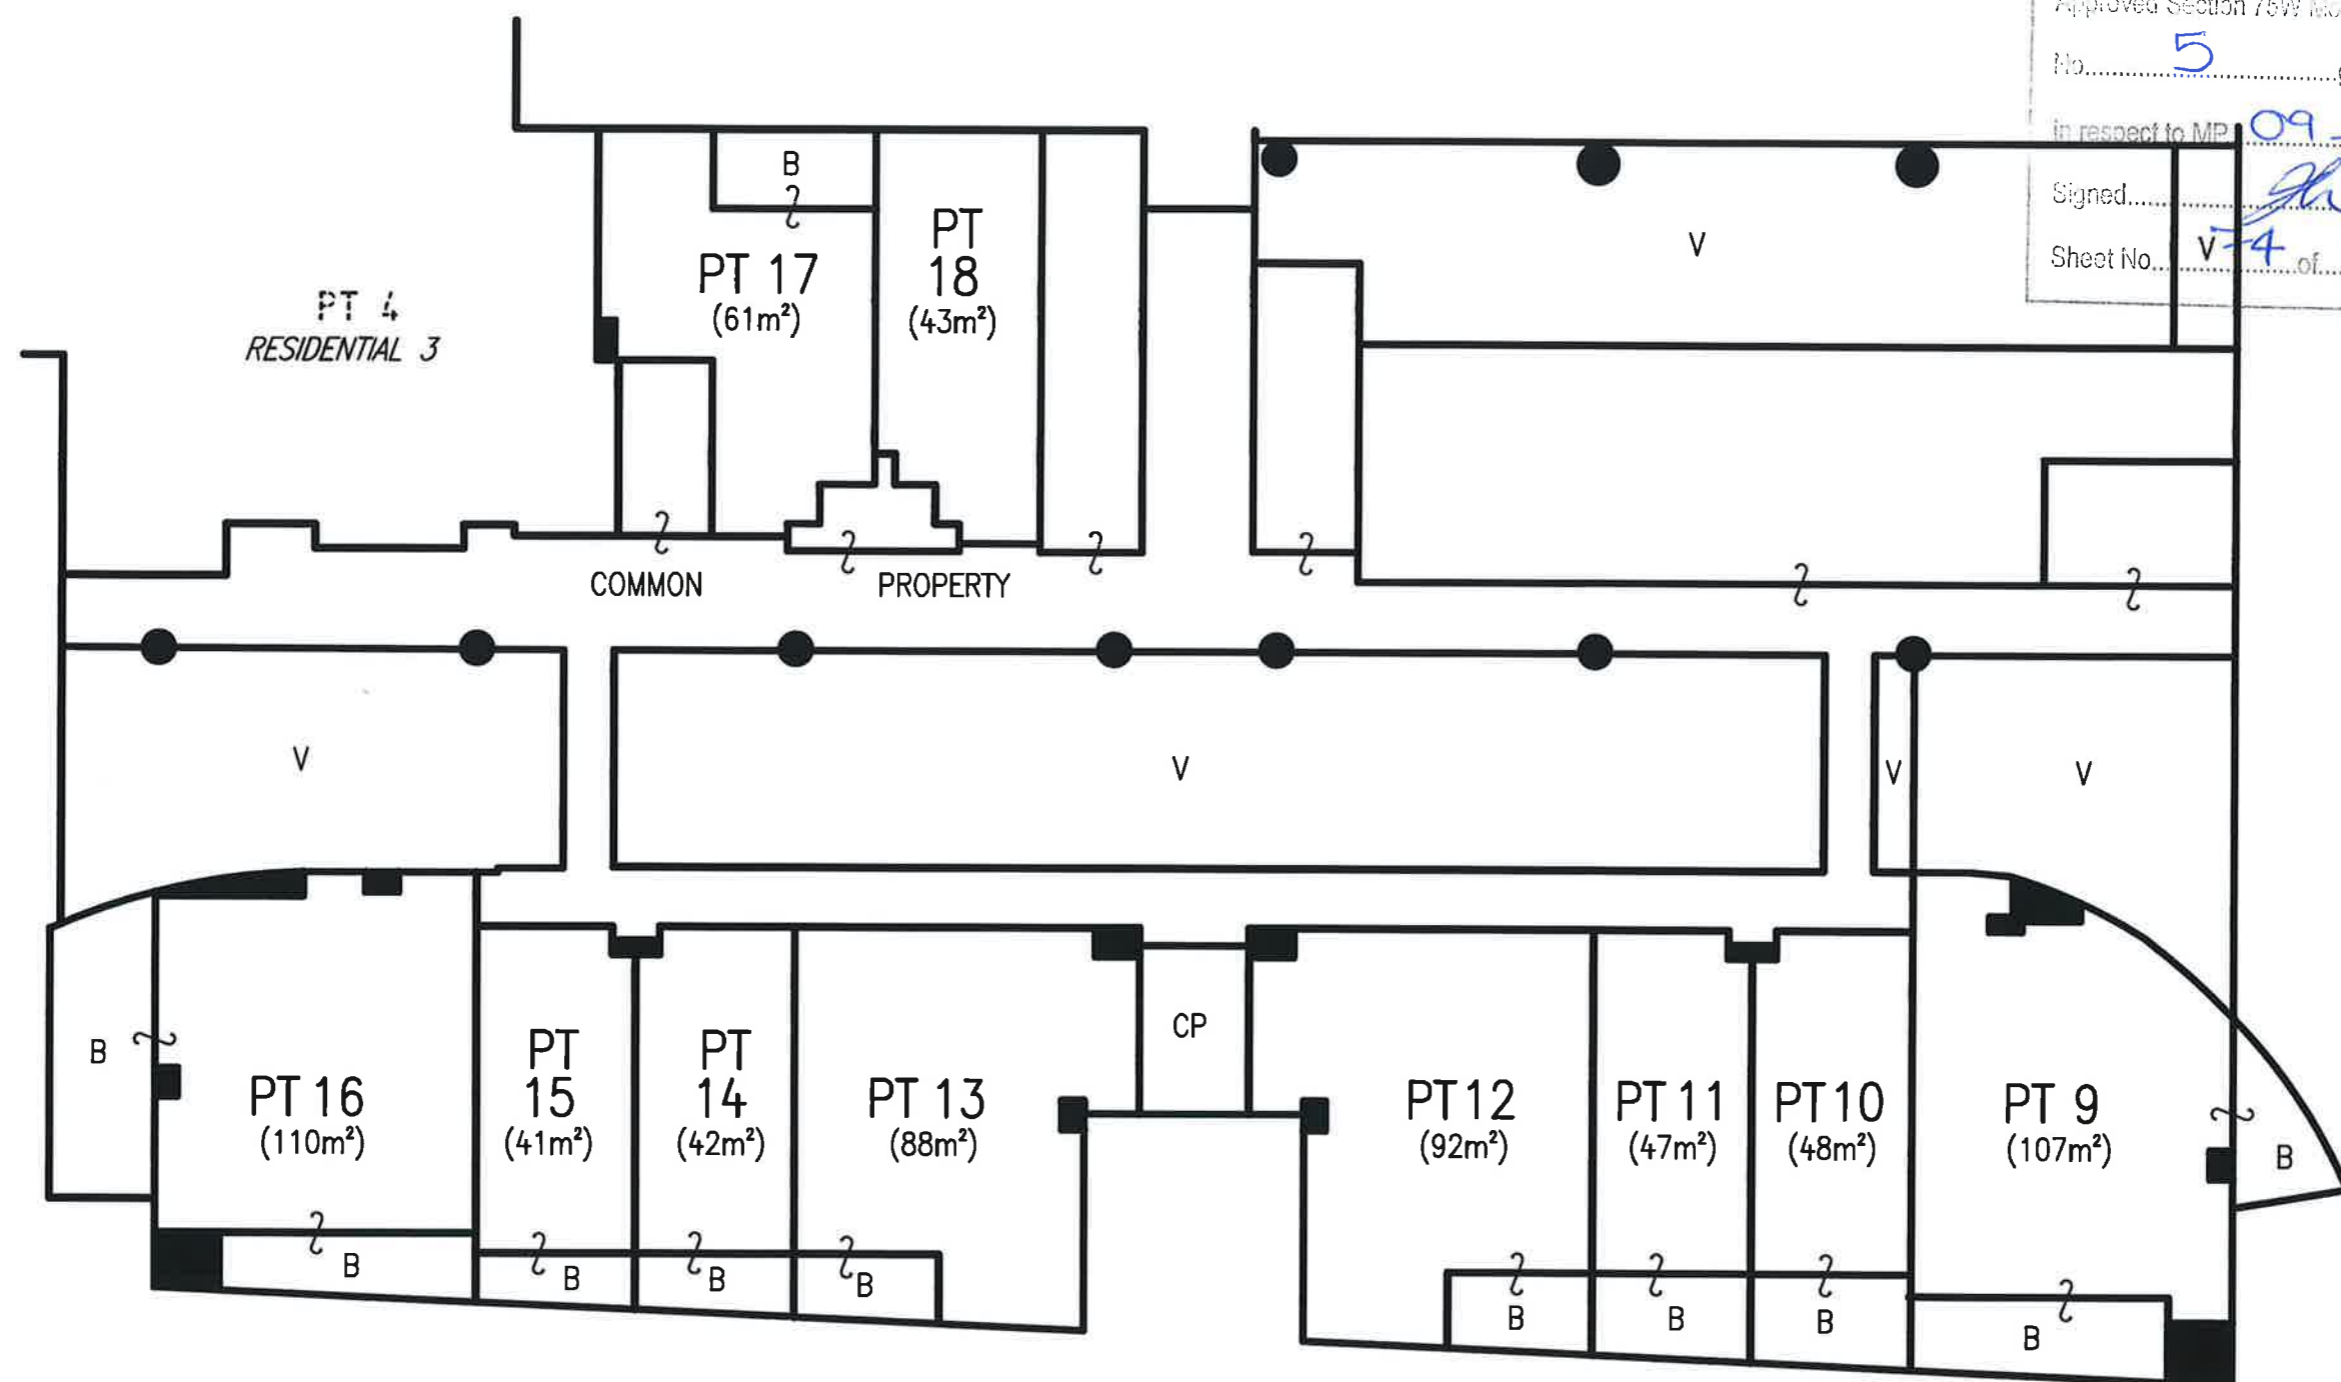 Approved Section 75W Mo
No. 5
in respect to MP 09
Signed
Sheet No. 4 of
B
PT 17
(61m²)
PT
18
(43m²)
V
V
PT 4
RESIDENTIAL 3
COMMON PROPERTY
V
V
V
V
B
PT 16
(110m²)
B
PT
15
(41m²)
B
PT
14
(42m²)
B
PT 13
(88m²)
B
CP
PT 12
(92m²)
B
PT 11
(47m²)
B
PT 10
(48m²)
B
PT 9
(107m²)
B
B